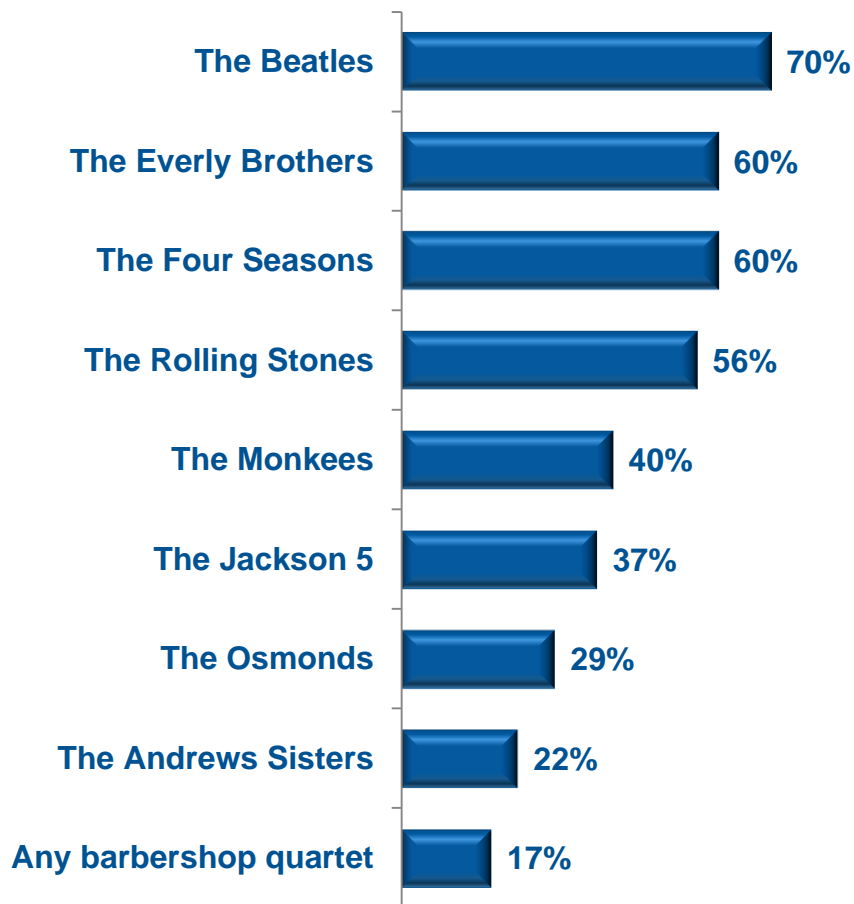 The Beatles 70%
The Everly Brothers 60%
The Four Seasons 60%
The Rolling Stones 56%
The Monkees 40%
The Jackson 5 37%
The Osmonds 29%
The Andrews Sisters 22%
Any barbershop quartet 17%